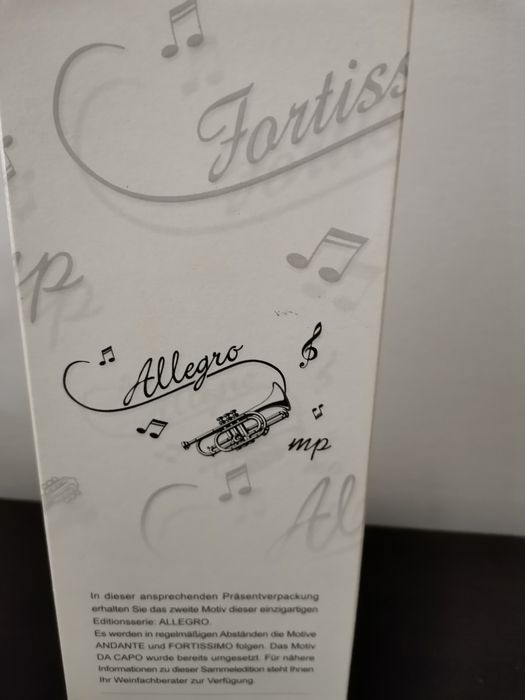 Fortiss
mp
Allegro
mp
Al
In dieser ansprechenden Präsentverpackung
erhalten Sie das zweite Motiv dieser einzigartigen
Editionsserie: ALLEGRO.
Es werden in regelmäßigen Abständen die Motive
ANDANTE und FORTISSIMO folgen. Das Motiv
DA CAPO wurde bereits umgesetzt. Für nähere
Informationen zu dieser Sammeledition steht Ihnen
Ihr Weinfachberater zur Verfügung.